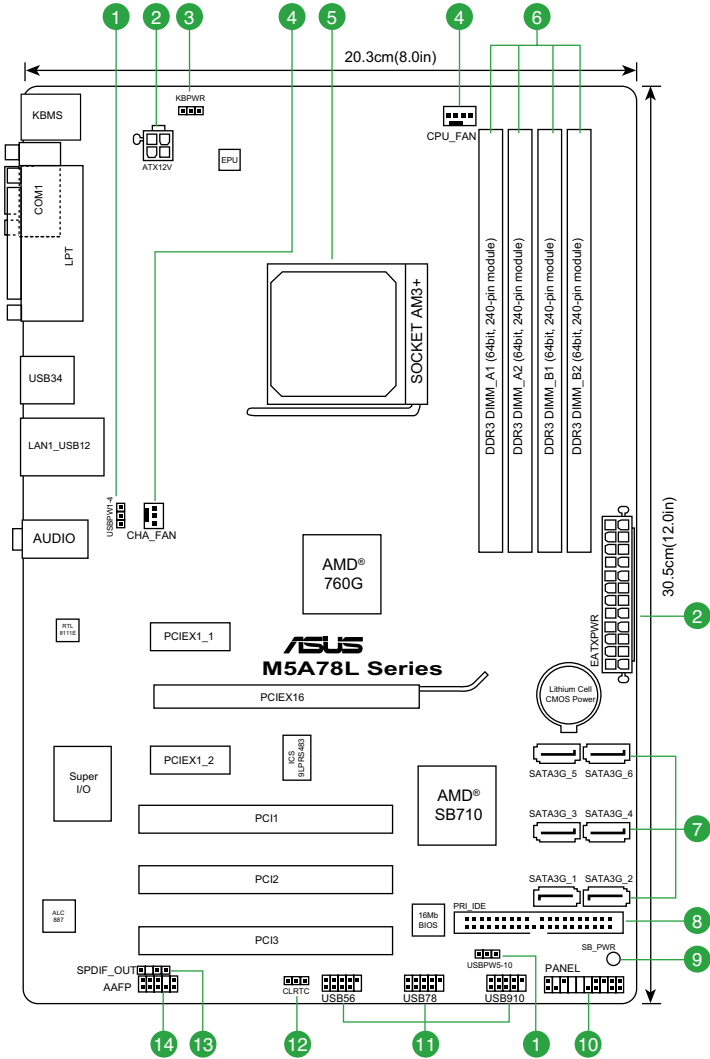 1
2
3
4
5
4
6
20.3cm(8.0in)
KBPWR
KBMS
ATX12V
EPU
CPU_FAN
COM1
LPT
SOCKET AM3+
DDR3 DIMM_A1 (64bit, 240-pin module)
DDR3 DIMM_A2 (64bit, 240-pin module)
DDR3 DIMM_B1 (64bit, 240-pin module)
DDR3 DIMM_B2 (64bit, 240-pin module)
USB34
LAN1_USB12
USBPW1-4
CHA_FAN
AUDIO
30.5cm(12.0in)
EATXPWR
2
AMD®
760G
RTL
8111E
PCIEX1_1
ASUS
M5A78L Series
PCIEX16
Lithium Cell
CMOS Power
PCIEX1_2
ICS
9LPRS483
Super
I/O
AMD®
SB710
SATA3G_5
SATA3G_6
SATA3G_3
SATA3G_4
7
PCI1
PCI2
SATA3G_1
SATA3G_2
ALC
887
16Mb
BIOS
PRI_IDE
8
PCI3
USBPW5-10
SB_PWR
9
SPDIF_OUT
AAFP
CLRTC
USB56
USB78
USB910
PANEL
14
13
12
11
1
10